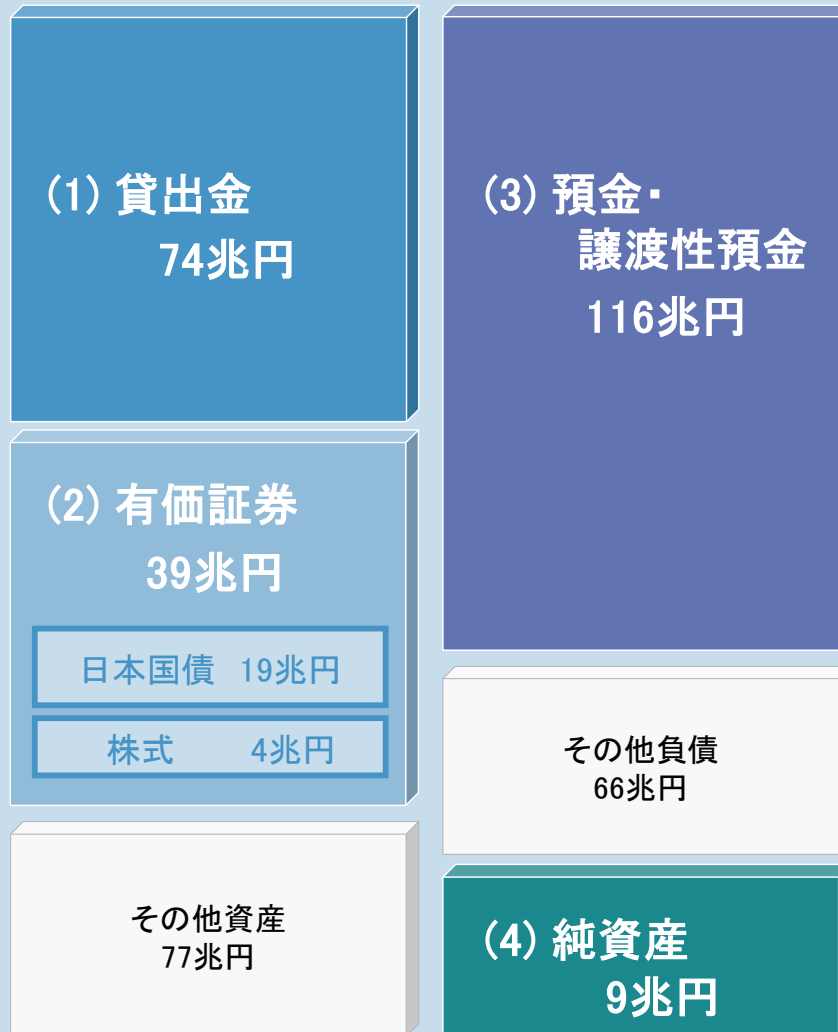 (1) 貸出金
74兆円
(2) 有価証券
39兆円
日本国債 19兆円
株式 4兆円
その他資産
77兆円
(3) 預金・
譲渡性預金
116兆円
その他負債
66兆円
(4) 純資産
9兆円